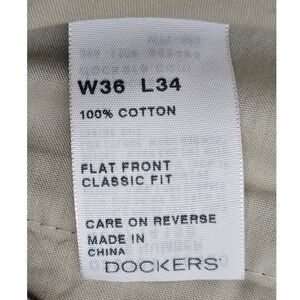 W36 L34
100% COTTON
FLAT FRONT
CLASSIC FIT
CARE ON REVERSE
MADE IN
CHINA
DOCKERS®